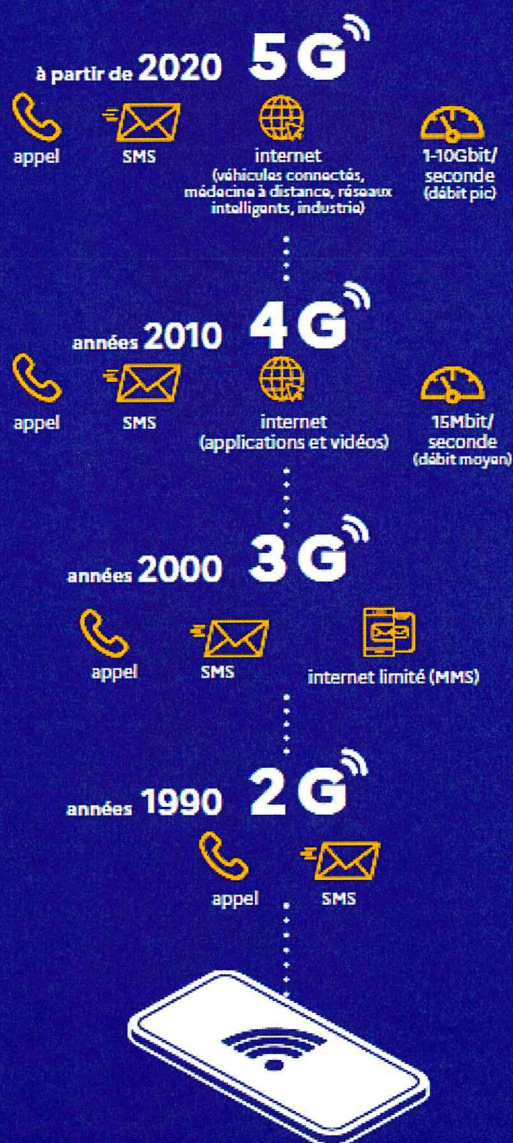 à partir de 2020 5G
appel
SMS
internet
(véhicules connectés,
médecine à distance, réseaux
intelligents, industrie)
1-10Gbit/
seconde
(débit pic)
années 2010 4G
appel
SMS
internet
(applications et vidéos)
15Mbit/
seconde
(débit moyen)
années 2000 3G
appel
SMS
internet limité (MMS)
années 1990 2G
appel
SMS